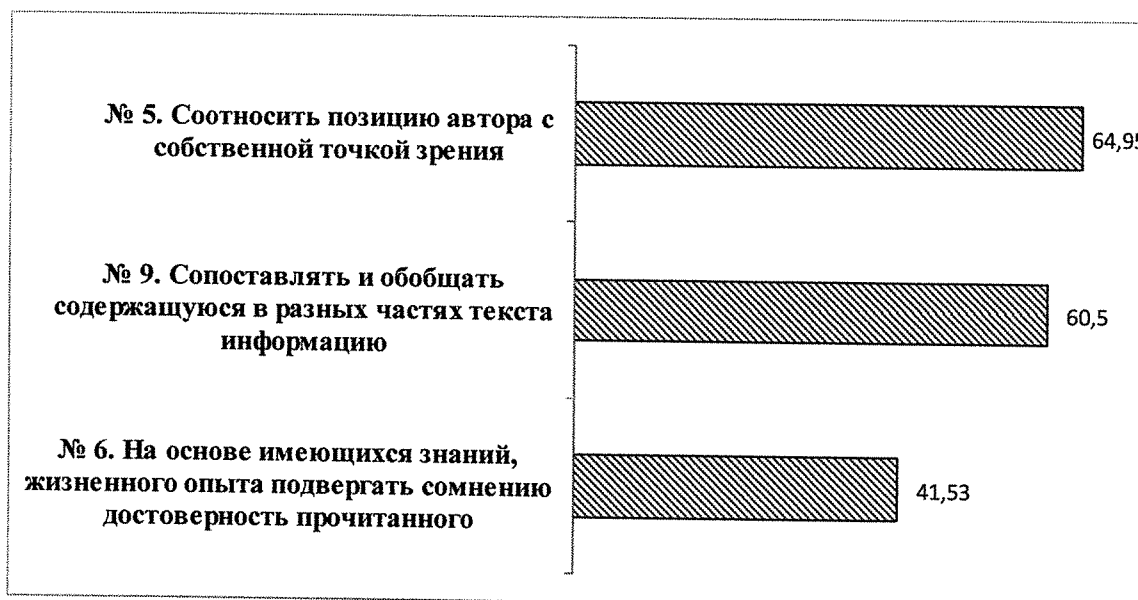 № 5. Соотносить позицию автора с
собственной точкой зрения
64,95
№ 9. Сопоставлять и обобщать
содержащуюся в разных частях текста
информацию
60,5
№ 6. На основе имеющихся знаний,
жизненного опыта подвергать сомнению
достоверность прочитанного
41,53